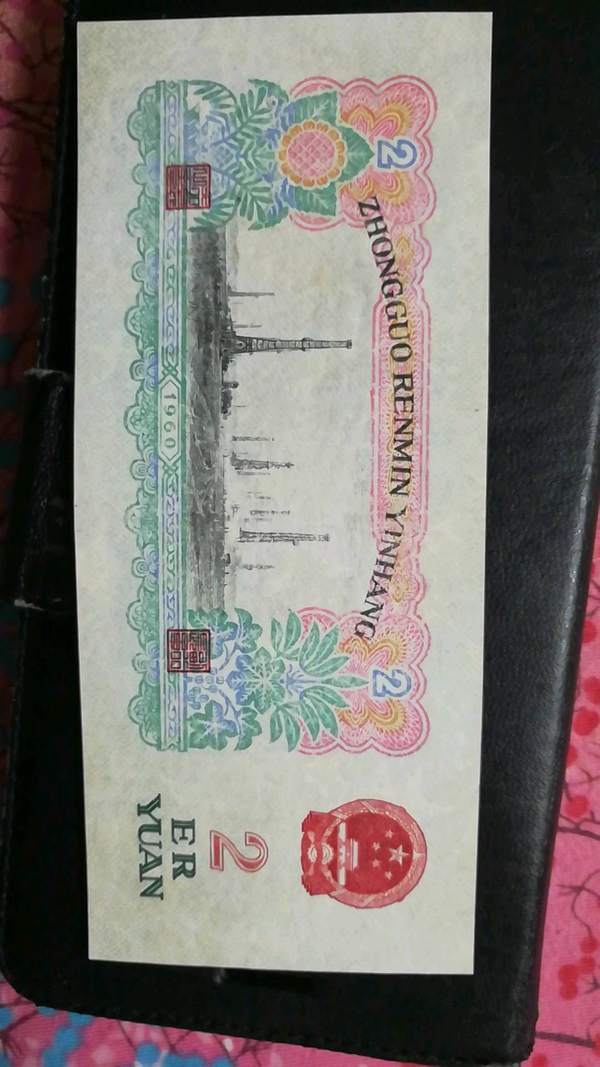 ZHONGGUO RENMIN YINHANG
2
2
1960
2
ER
YUAN